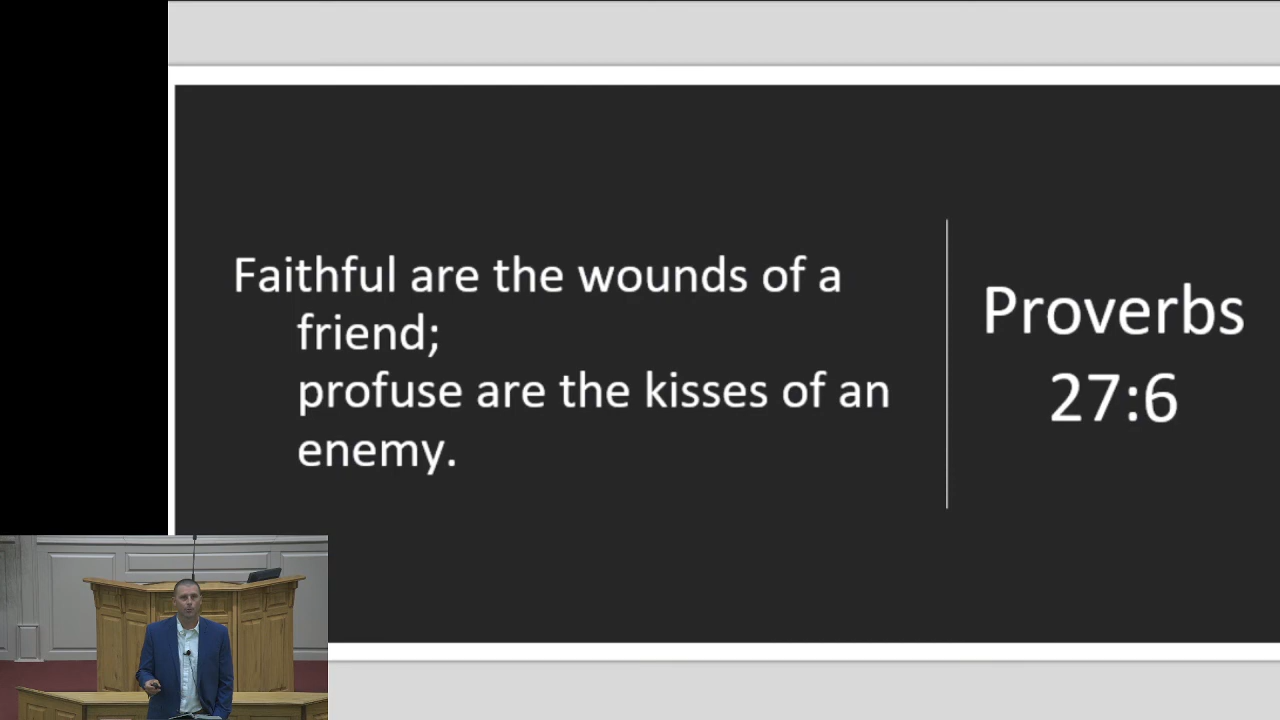 Faithful are the wounds of a
friend;
profuse are the kisses of an
enemy.
Proverbs
27:6